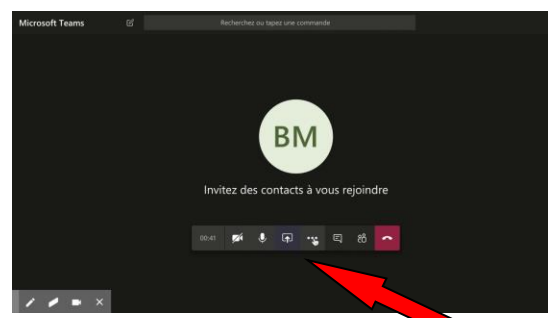 Microsoft Teams
Recherchez ou tapez une commande
BM
Invitez des contacts à vous rejoindre
00:41